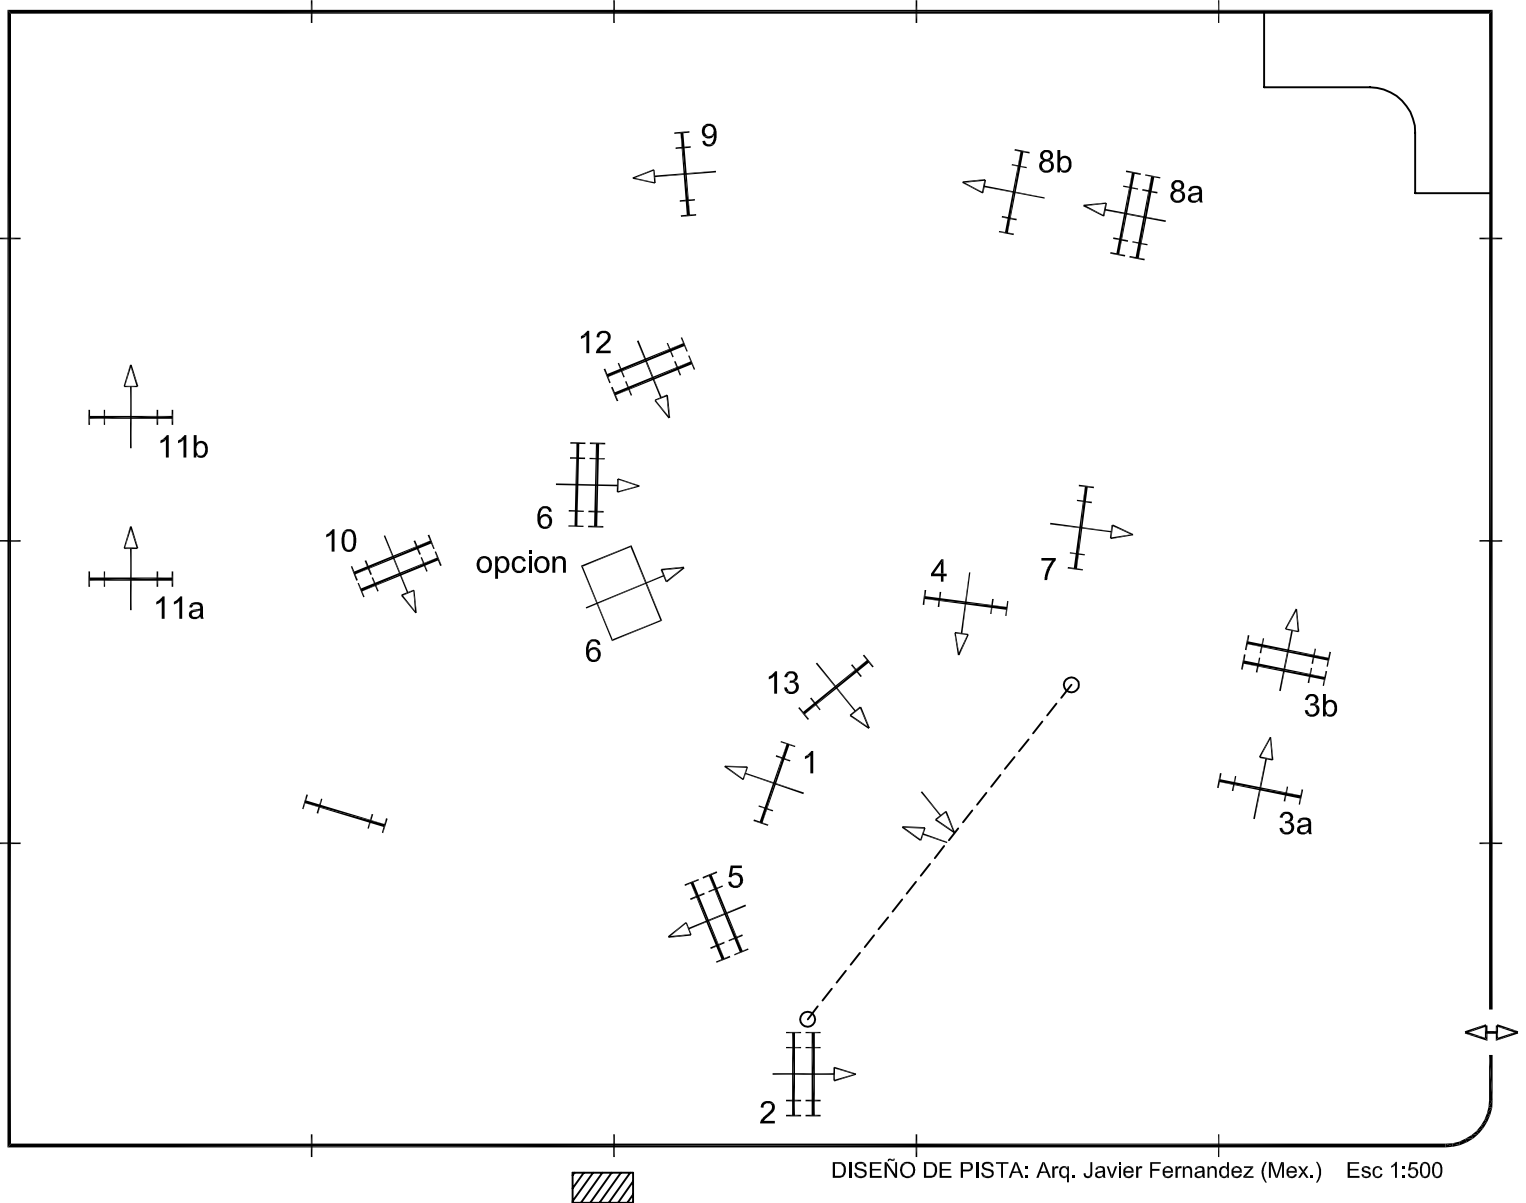 9
8b
8a
12
11b
6
10
opcion
7
4
11a
6
13
3b
1
3a
5
2
DISEÑO DE PISTA: Arq. Javier Fernandez (Mex.) Esc 1:500